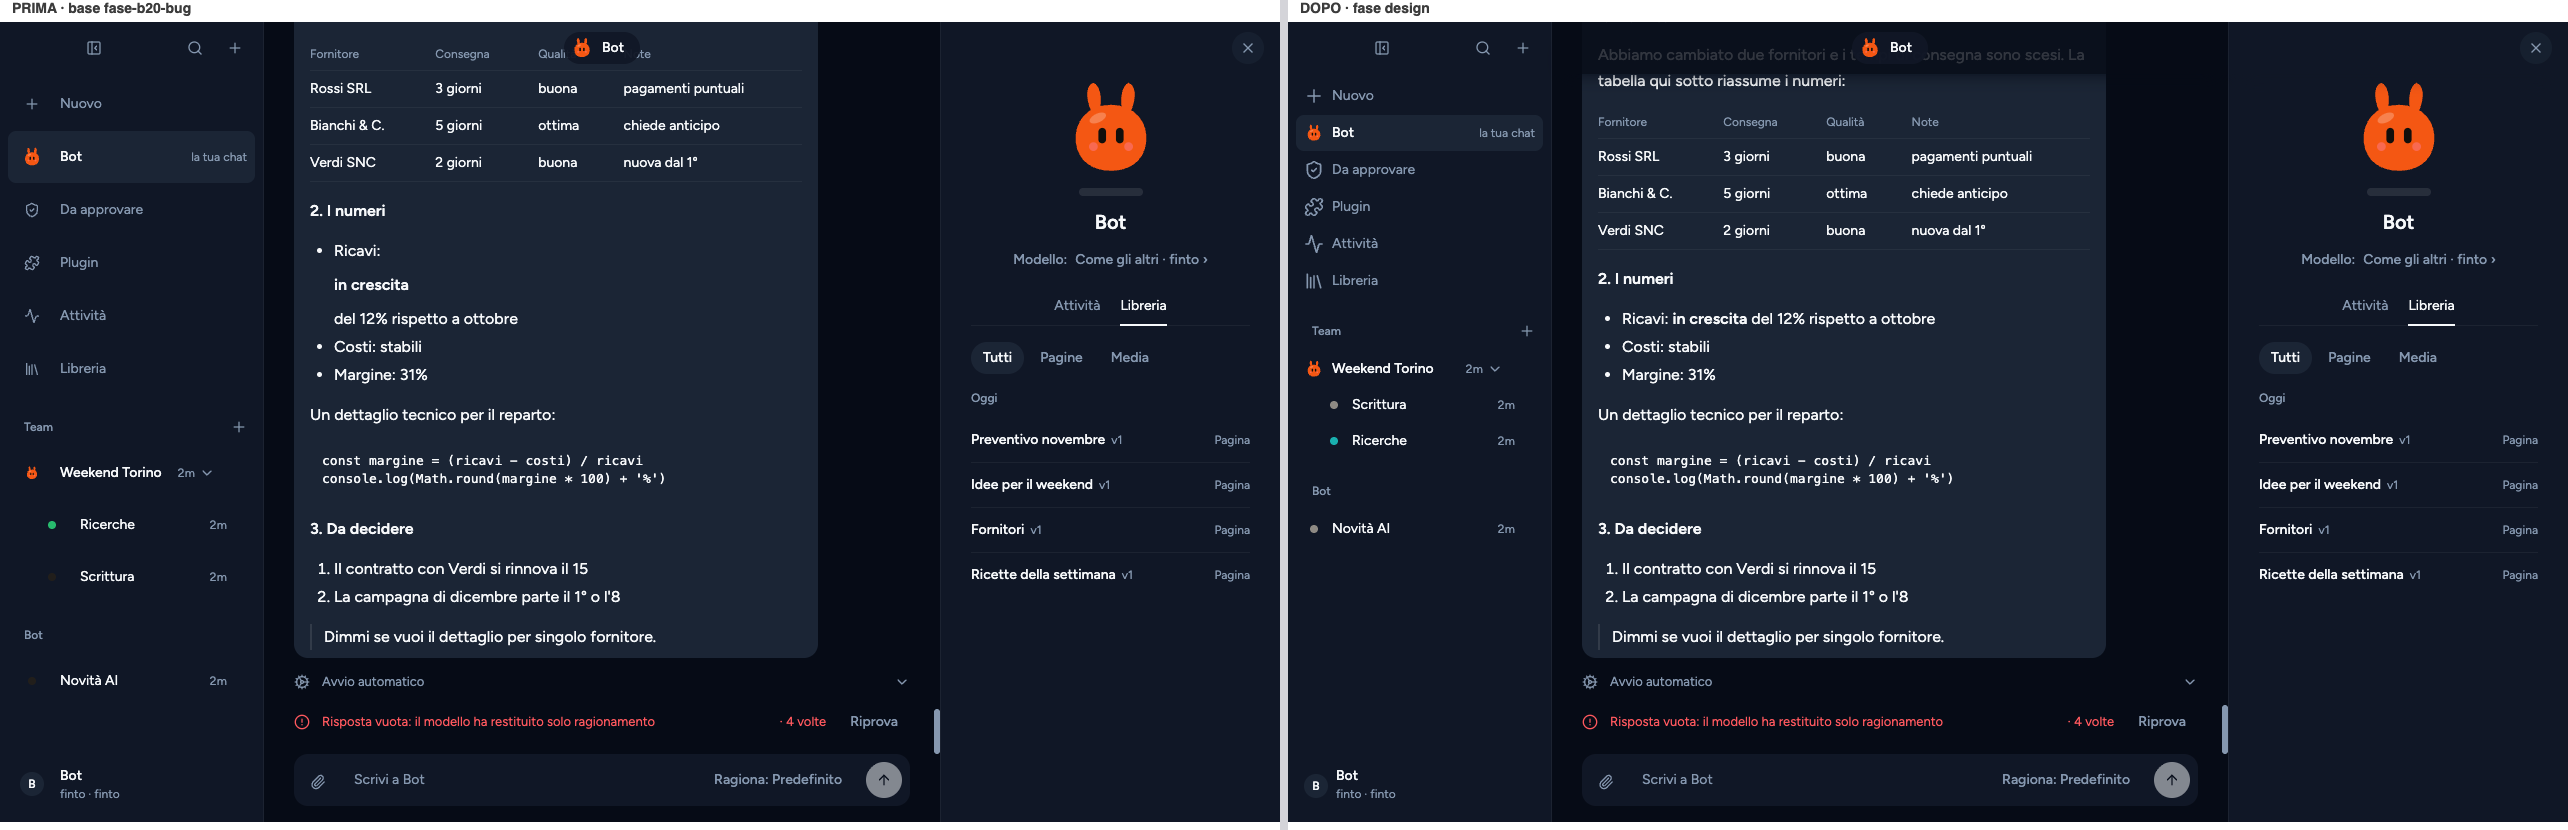 PRIMA · base fase-b20-bug
Nuovo
Bot la tua chat
Da approvare
Plugin
Attività
Libreria
Team
Weekend Torino 2m
Ricerche 2m
Scrittura 2m
Bot
Novità AI 2m
B
Bot
finto · finto
Bot
Fornitore Consegna
Rossi SRL 3 giorni buona pagamenti puntuali
Bianchi & C. 5 giorni ottima chiede anticipo
Verdi SNC 2 giorni buona nuova dal 1°
2. I numeri
• Ricavi:
in crescita
del 12% rispetto a ottobre
• Costi: stabili
• Margine: 31%
Un dettaglio tecnico per il reparto:
const margine = (ricavi − costi) / ricavi
console.log(Math.round(margine * 100) + '%')
3. Da decidere
1. Il contratto con Verdi si rinnova il 15
2. La campagna di dicembre parte il 1° o l'8
Dimmi se vuoi il dettaglio per singolo fornitore.
Avvio automatico
Risposta vuota: il modello ha restituito solo ragionamento · 4 volte Riprova
Scrivi a Bot Ragiona: Predefinito
Bot
Modello: Come gli altri · finto ›
Attività Libreria
Tutti Pagine Media
Oggi
Preventivo novembre v1 Pagina
Idee per il weekend v1 Pagina
Fornitori v1 Pagina
Ricette della settimana v1 Pagina
DOPO · fase design
Nuovo
Bot la tua chat
Da approvare
Plugin
Attività
Libreria
Team
Weekend Torino 2m
Scrittura 2m
Ricerche 2m
Bot
Novità AI 2m
B
Bot
finto · finto
Bot
Abbiamo cambiato due fornitori e i sono scesi. La
tabella qui sotto riassume i numeri:
Fornitore Consegna Qualità Note
Rossi SRL 3 giorni buona pagamenti puntuali
Bianchi & C. 5 giorni ottima chiede anticipo
Verdi SNC 2 giorni buona nuova dal 1°
2. I numeri
• Ricavi: in crescita del 12% rispetto a ottobre
• Costi: stabili
• Margine: 31%
Un dettaglio tecnico per il reparto:
const margine = (ricavi − costi) / ricavi
console.log(Math.round(margine * 100) + '%')
3. Da decidere
1. Il contratto con Verdi si rinnova il 15
2. La campagna di dicembre parte il 1° o l'8
Dimmi se vuoi il dettaglio per singolo fornitore.
Avvio automatico
Risposta vuota: il modello ha restituito solo ragionamento · 4 volte Riprova
Scrivi a Bot Ragiona: Predefinito
Bot
Modello: Come gli altri · finto ›
Attività Libreria
Tutti Pagine Media
Oggi
Preventivo novembre v1 Pagina
Idee per il weekend v1 Pagina
Fornitori v1 Pagina
Ricette della settimana v1 Pagina